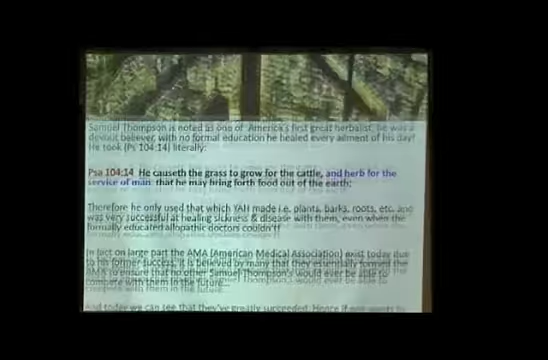 Samuel Thompson is noted as one of America's first great herbalist, he was a
devout believer, with no formal education he healed every ailment of his day!
He took (Ps 104:14) literally:
Psa 104:14 He causeth the grass to grow for the cattle, and herb for the
service of man: that he may bring forth food out of the earth;
Therefore he only used that which YAH made i.e. plants, barks, roots, etc. and
was very successful at healing sickness & disease with them, even when the
formally educated allopathic doctors couldn't!
In fact on large part the AMA (American Medical Association) exist today due
to his former success, it is believed by many that they essentially formed the
AMA to ensure that no other Samuel Thompson's would ever be able to
compete with them in the future...
And today we can see that they've greatly succeeded! Hence if one wants to